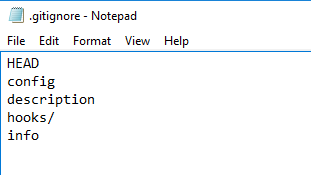 .gitignore - Notepad
File Edit Format View Help
HEAD
config
description
hooks/
info